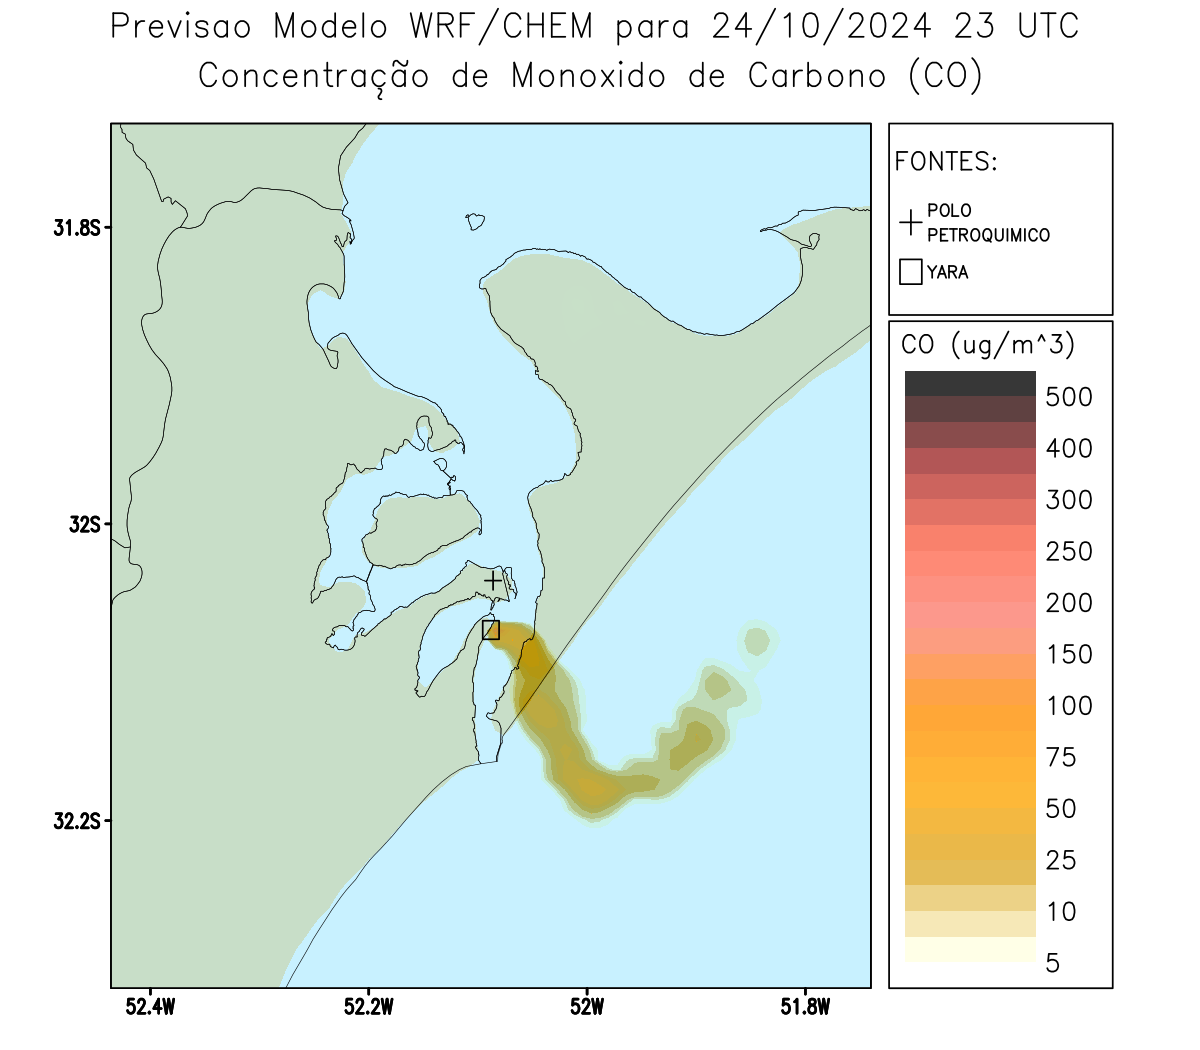 Previsao Modelo WRF/CHEM para 24/10/2024 23 UTC
Concentração de Monoxido de Carbono (CO)
FONTES:
POLO
PETROQUIMICO
YARA
CO (ug/m^3)
500
400
300
250
200
150
100
75
50
25
10
5
31.8S
32S
32.2S
52.4W
52.2W
52W
51.8W